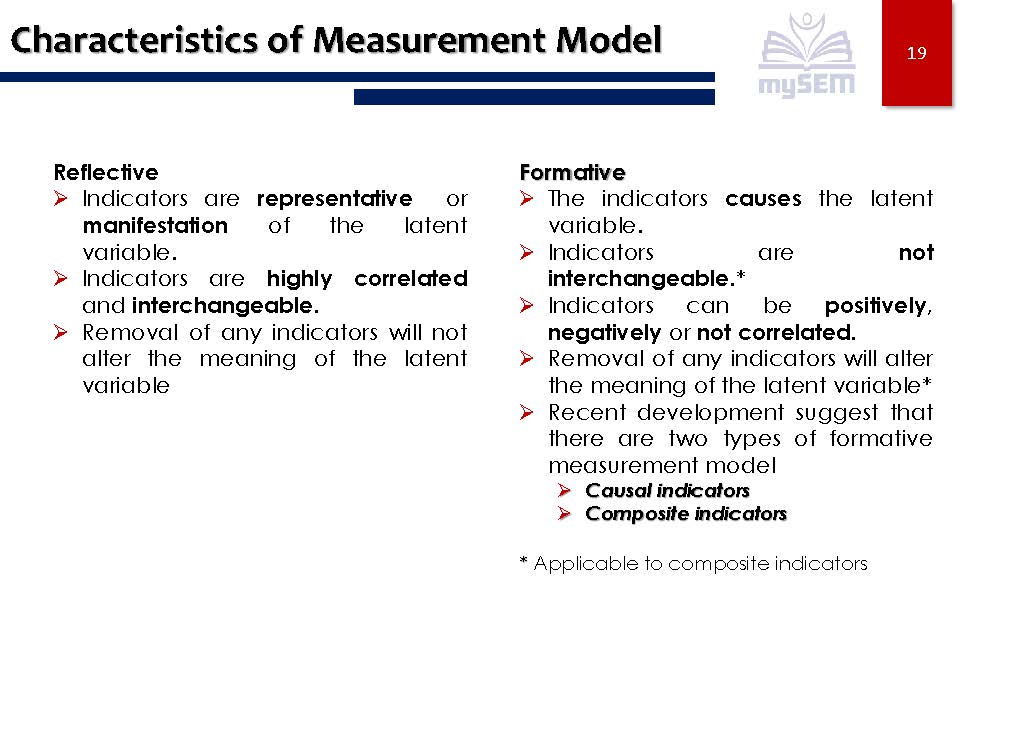 Characteristics of Measurement Model
mySEM
19
Reflective
➢ Indicators are representative or
manifestation of the latent
variable.
➢ Indicators are highly correlated
and interchangeable.
➢ Removal of any indicators will not
alter the meaning of the latent
variable
Formative
➢ The indicators causes the latent
variable.
➢ Indicators are not
interchangeable.*
➢ Indicators can be positively,
negatively or not correlated.
➢ Removal of any indicators will alter
the meaning of the latent variable*
➢ Recent development suggest that
there are two types of formative
measurement model
➢ Causal indicators
➢ Composite indicators
* Applicable to composite indicators